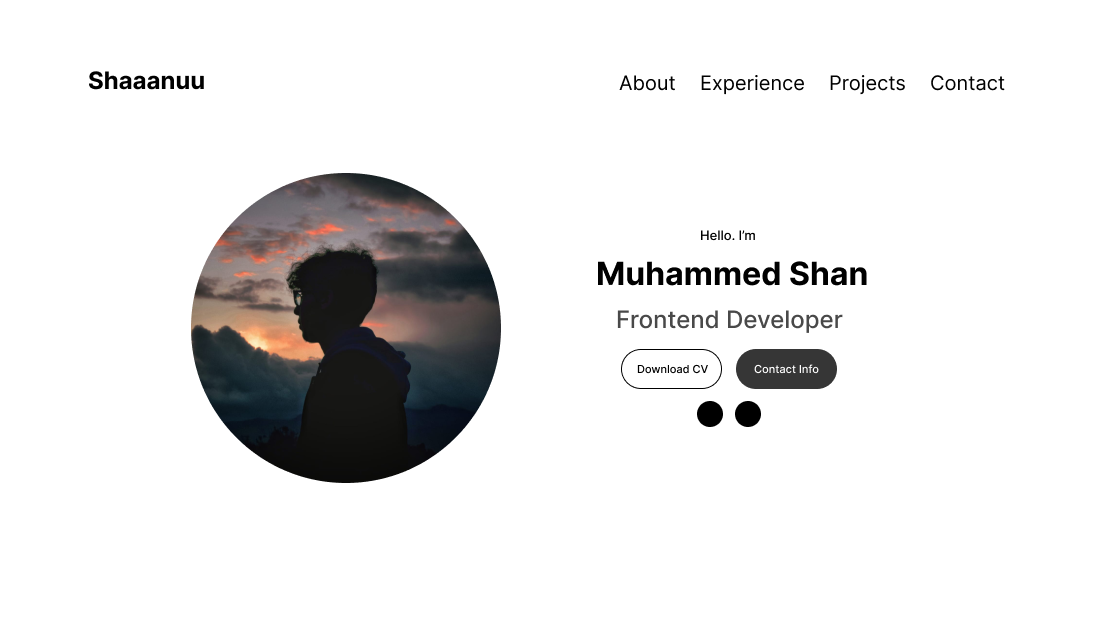 Shaaanuu
About Experience Projects Contact
Hello. I'm
Muhammed Shan
Frontend Developer
Download CV Contact Info